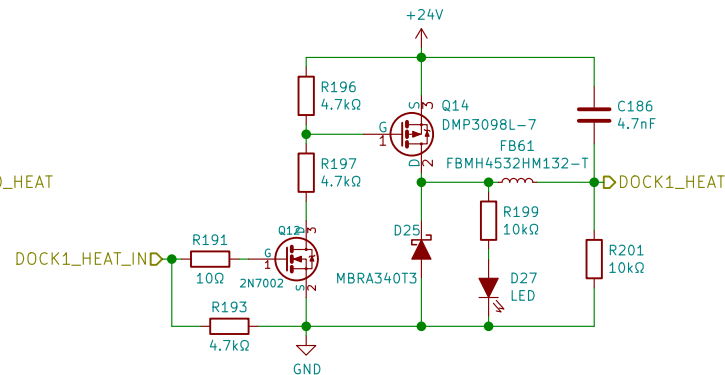 +24V
R196
4.7kΩ
S
3
Q14
G
1
DMP3098L-7
D
2
C186
4.7nF
FB61
FBMH4532HM132-T
R197
4.7kΩ
_HEAT
DOCK1_HEAT
R199
10kΩ
Q12
D
3
D25
R191
10Ω
G
1
DOCK1_HEAT_IN
R201
10kΩ
2N7002
S
2
MBRA340T3
D27
LED
R193
4.7kΩ
GND